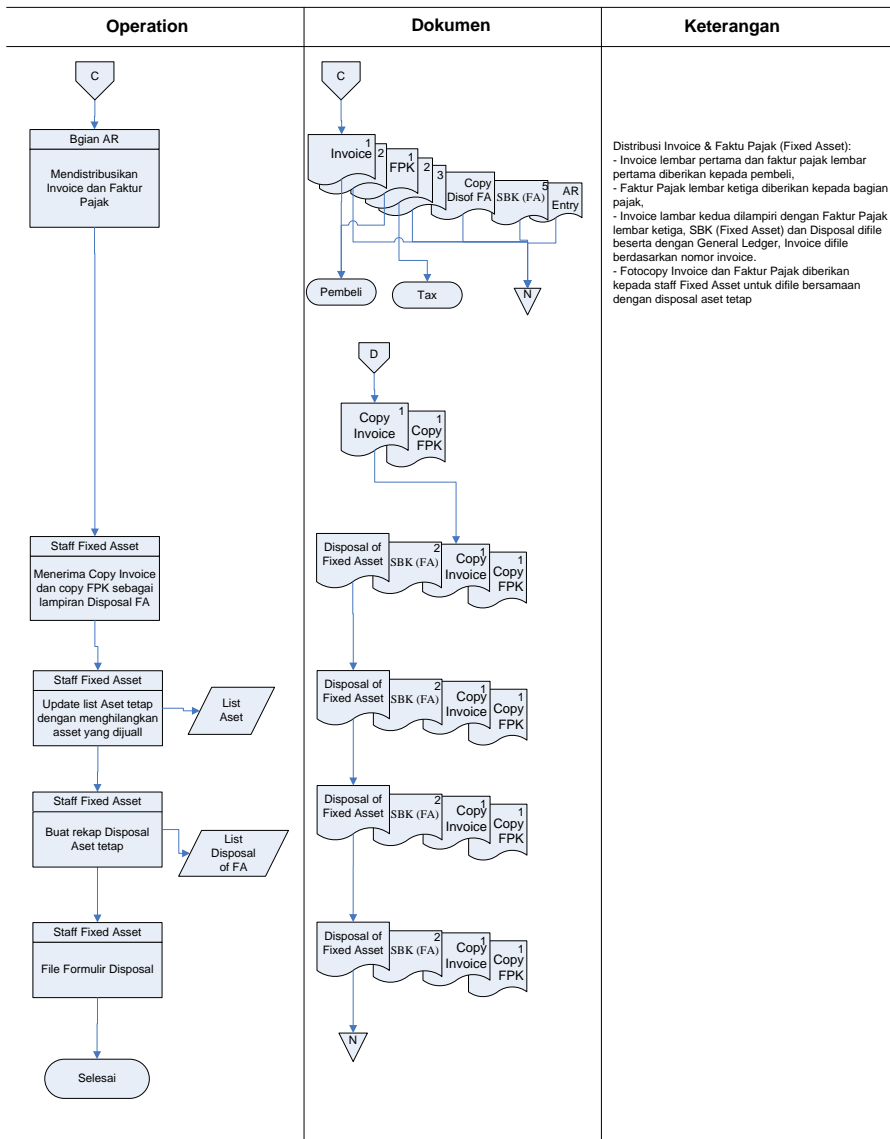 Operation
Dokumen
Keterangan
C
Bgian AR
Mendistribusikan
Invoice dan Faktur
Pajak
C
Invoice
1
2
FPK
1
2
3
Copy
Disof FA
SBK (FA)
5
AR
Entry
Pembeli
Tax
N
Distribusi Invoice & Faktu Pajak (Fixed Asset):
- Invoice lembar pertama dan faktur pajak lembar
pertama diberikan kepada pembeli,
- Faktur Pajak lembar ketiga diberikan kepada bagian
pajak,
- Invoice lambar kedua dilampiri dengan Faktur Pajak
lembar ketiga, SBK (Fixed Asset) dan Disposal difile
beserta dengan General Ledger, Invoice difile
berdasarkan nomor invoice.
- Fotocopy Invoice dan Faktur Pajak diberikan
kepada staff Fixed Asset untuk difile bersamaan
dengan disposal aset tetap
D
Copy
Invoice
1
Copy
FPK
1
Staff Fixed Asset
Menerima Copy Invoice
dan copy FPK sebagai
lampiran Disposal FA
Disposal of
Fixed Asset
SBK (FA)
2
Copy
Invoice
1
Copy
FPK
1
Staff Fixed Asset
Update list Aset tetap
dengan menghilangkan
asset yang dijuall
List
Aset
Disposal of
Fixed Asset
SBK (FA)
2
Copy
Invoice
1
Copy
FPK
1
Staff Fixed Asset
Buat rekap Disposal
Aset tetap
List
Disposal
of FA
Disposal of
Fixed Asset
SBK (FA)
2
Copy
Invoice
1
Copy
FPK
1
Staff Fixed Asset
File Formulir Disposal
Disposal of
Fixed Asset
SBK (FA)
2
Copy
Invoice
1
Copy
FPK
1
N
Selesai